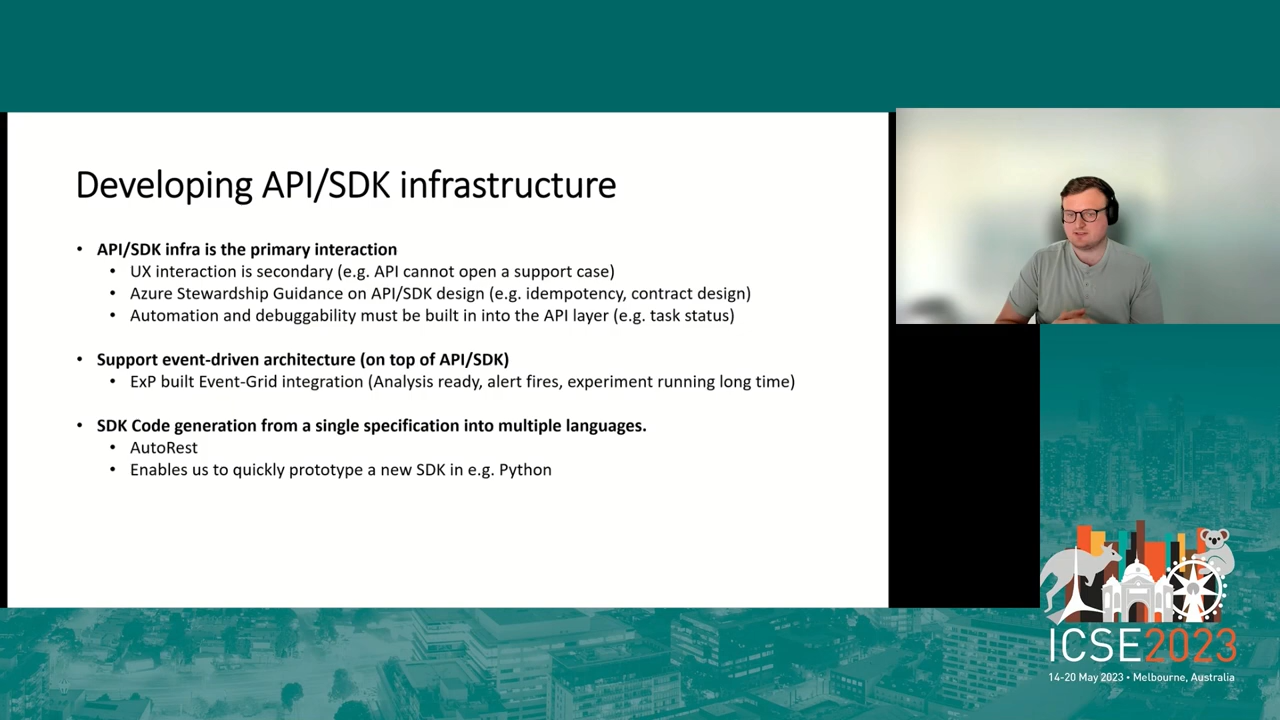 Developing API/SDK infrastructure
• API/SDK infra is the primary interaction
• UX interaction is secondary (e.g. API cannot open a support case)
• Azure Stewardship Guidance on API/SDK design (e.g. idempotency, contract design)
• Automation and debuggability must be built in into the API layer (e.g. task status)
• Support event-driven architecture (on top of API/SDK)
• ExP built Event-Grid integration (Analysis ready, alert fires, experiment running long time)
• SDK Code generation from a single specification into multiple languages.
• AutoRest
• Enables us to quickly prototype a new SDK in e.g. Python
ICSE2023
14-20 May 2023 • Melbourne, Australia